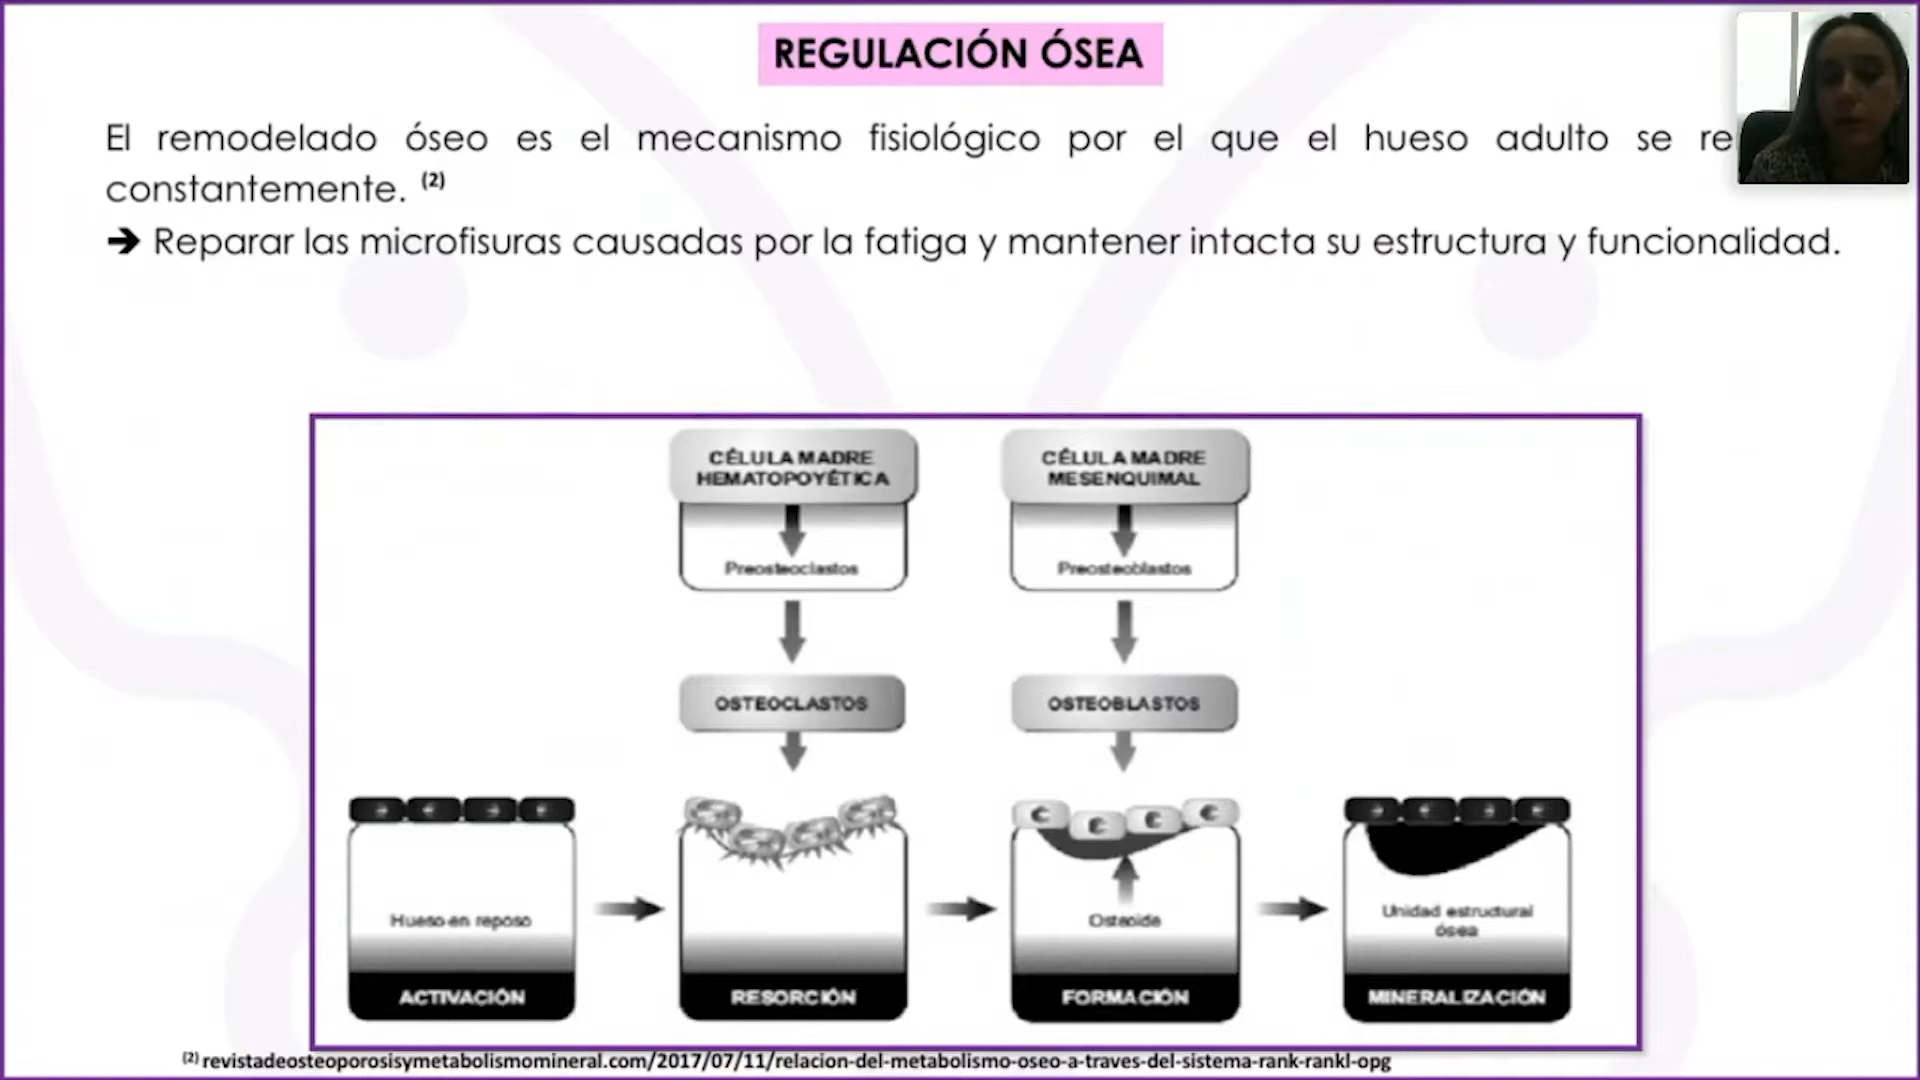 REGULACIÓN ÓSEA
El remodelado óseo es el mecanismo fisiológico por el que el hueso adulto se
constantemente. (2)
➔ Reparar las microfisuras causadas por la fatiga y mantener intacta su estructura y funcionalidad.
CÉLULA MADRE
HEMATOPOYÉTICA
CÉLULA MADRE
MESENQUIMAL
Preosteoclastos
Preosteoblastos
OSTEOCLASTOS
OSTEOBLASTOS
Hueso en reposo
Osteoide
Unidad estructural
ósea
ACTIVACIÓN
RESORCIÓN
FORMACIÓN
MINERALIZACIÓN
(2) revistadeosteoporosisymetabolismomineral.com/2017/07/11/relacion-del-metabolismo-oseo-a-traves-del-sistema-rank-rankl-opg